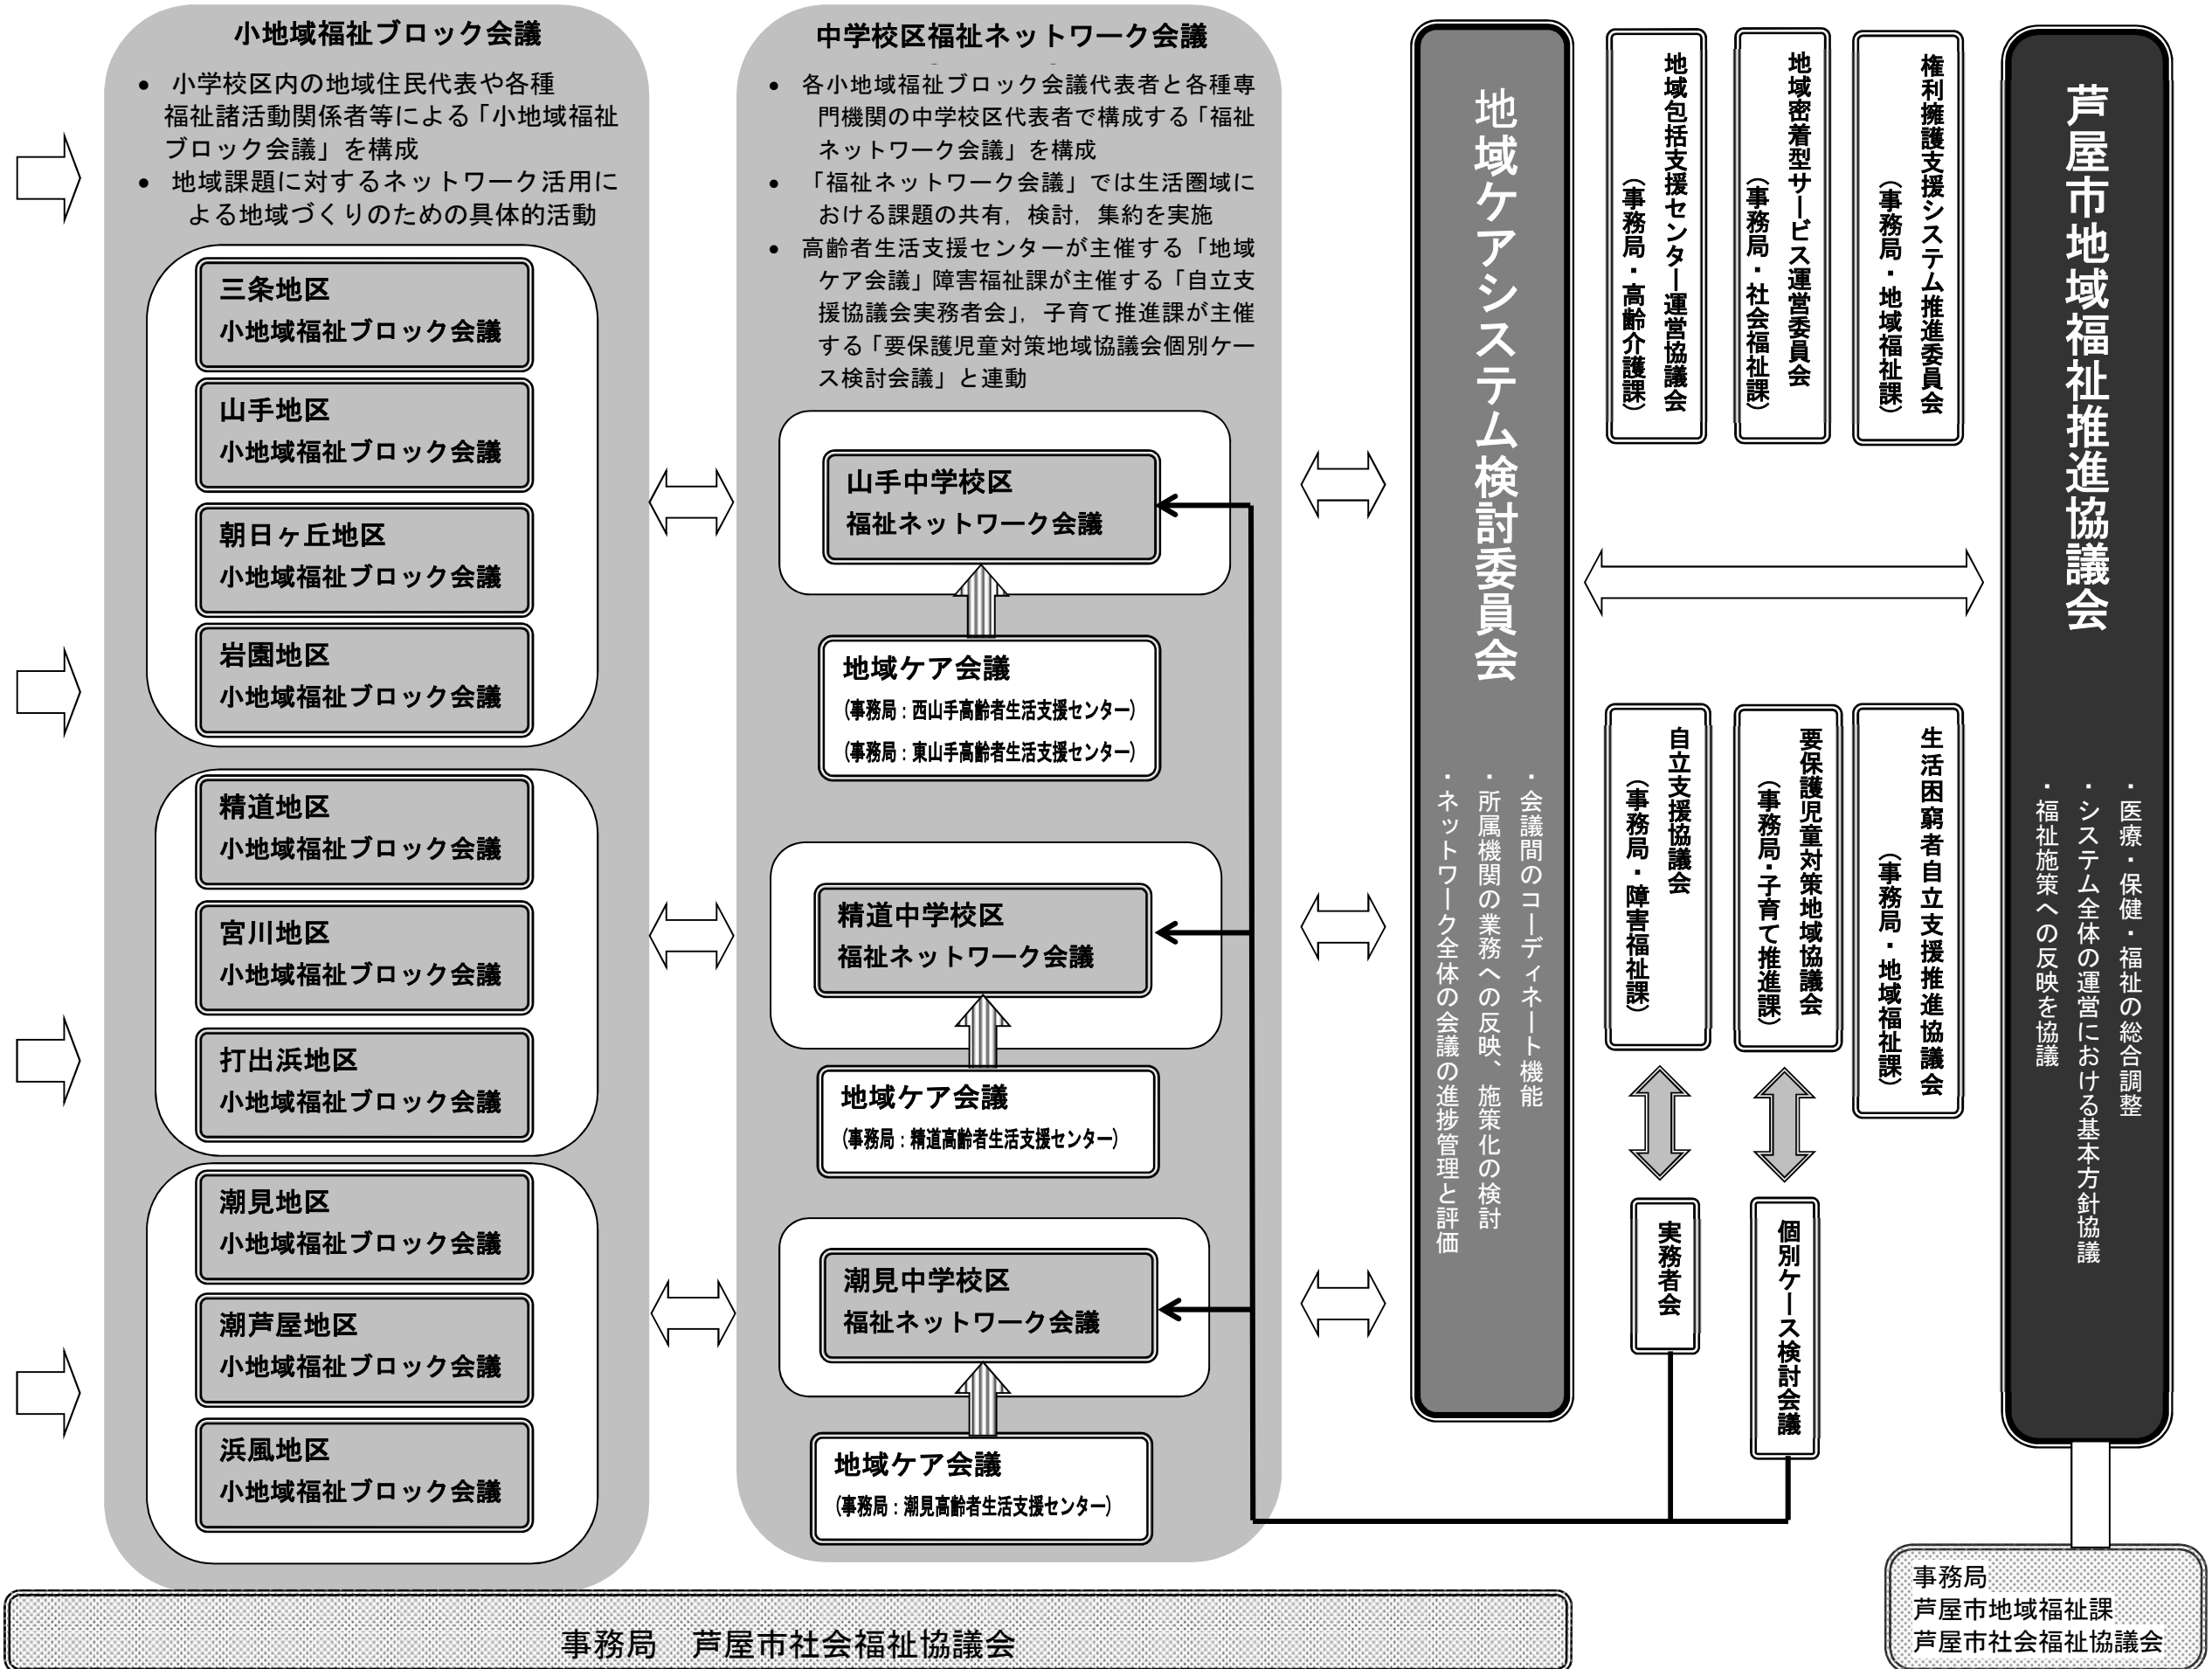 小地域福祉ブロック会議
• 小学校区内の地域住民代表や各種
福祉諸活動関係者等による「小地域福祉
ブロック会議」を構成
• 地域課題に対するネットワーク活用に
よる地域づくりのための具体的活動
三条地区
小地域福祉ブロック会議
山手地区
小地域福祉ブロック会議
朝日ヶ丘地区
小地域福祉ブロック会議
岩園地区
小地域福祉ブロック会議
精道地区
小地域福祉ブロック会議
宮川地区
小地域福祉ブロック会議
打出浜地区
小地域福祉ブロック会議
潮見地区
小地域福祉ブロック会議
潮芦屋地区
小地域福祉ブロック会議
浜風地区
小地域福祉ブロック会議
中学校区福祉ネットワーク会議
• 各小地域福祉ブロック会議代表者と各種専
門機関の中学校区代表者で構成する「福祉
ネットワーク会議」を構成
• 「福祉ネットワーク会議」では生活圏域に
おける課題の共有，検討，集約を実施
• 高齢者生活支援センターが主催する「地域
ケア会議」障害福祉課が主催する「自立支
援協議会実務者会」，子育て推進課が主催
する「要保護児童対策地域協議会個別ケー
ス検討会議」と連動
山手中学校区
福祉ネットワーク会議
地域ケア会議
(事務局：西山手高齢者生活支援センター)
(事務局：東山手高齢者生活支援センター)
精道中学校区
福祉ネットワーク会議
地域ケア会議
(事務局：精道高齢者生活支援センター)
潮見中学校区
福祉ネットワーク会議
地域ケア会議
(事務局：潮見高齢者生活支援センター)
地域ケアシステム検討委員会
・会議間のコーディネート機能
・所属機関の業務への反映、施策化の検討
・ネットワーク全体の会議の進捗管理と評価
地域包括支援センター運営協議会
（事務局・高齢介護課）
地域密着型サービス運営委員会
（事務局・社会福祉課）
権利擁護支援システム推進委員会
（事務局・地域福祉課）
自立支援協議会
（事務局・障害福祉課）
要保護児童対策地域協議会
（事務局・子育て推進課）
生活困窮者自立支援推進協議会
（事務局・地域福祉課）
実務者会
個別ケース検討会議
芦屋市地域福祉推進協議会
・医療・保健・福祉の総合調整
・システム全体の運営における基本方針協議
・福祉施策への反映を協議
事務局
芦屋市地域福祉課
芦屋市社会福祉協議会
事務局　芦屋市社会福祉協議会